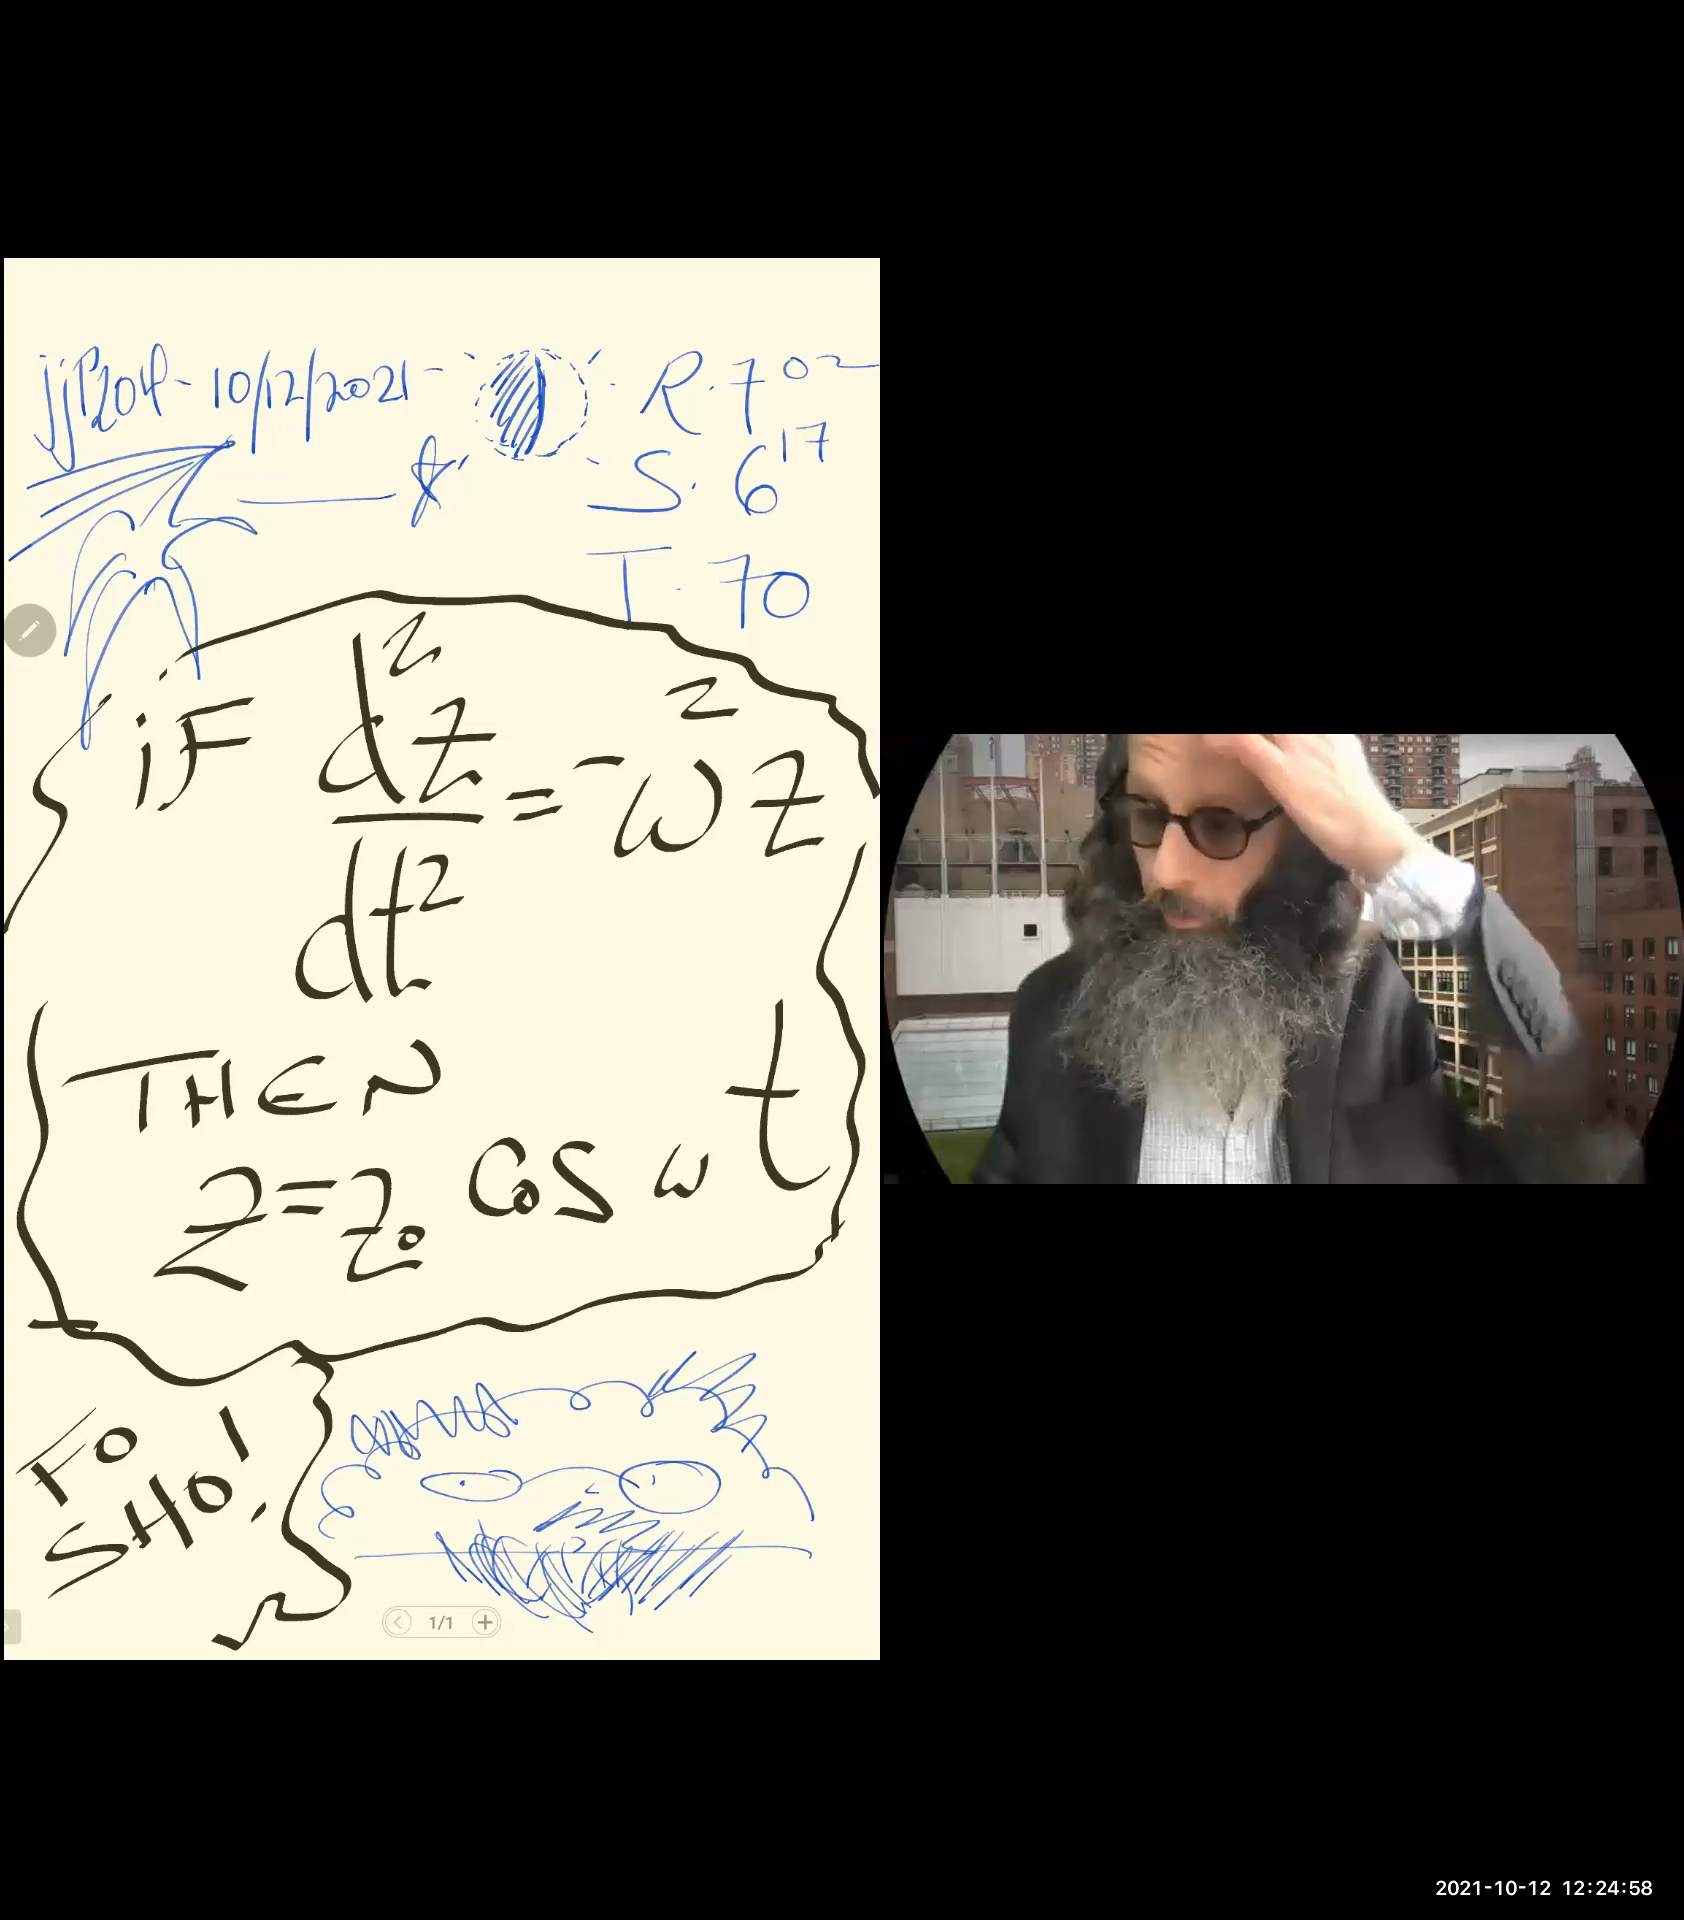 jjP204 - 10/12/2021 - R. 7 02
S. 6 17
T. 70
iF d²z/dt² = -ω²z
THEN
z = z₀ cos ω t
FO
SHO!
1/1
2021-10-12 12:24:58